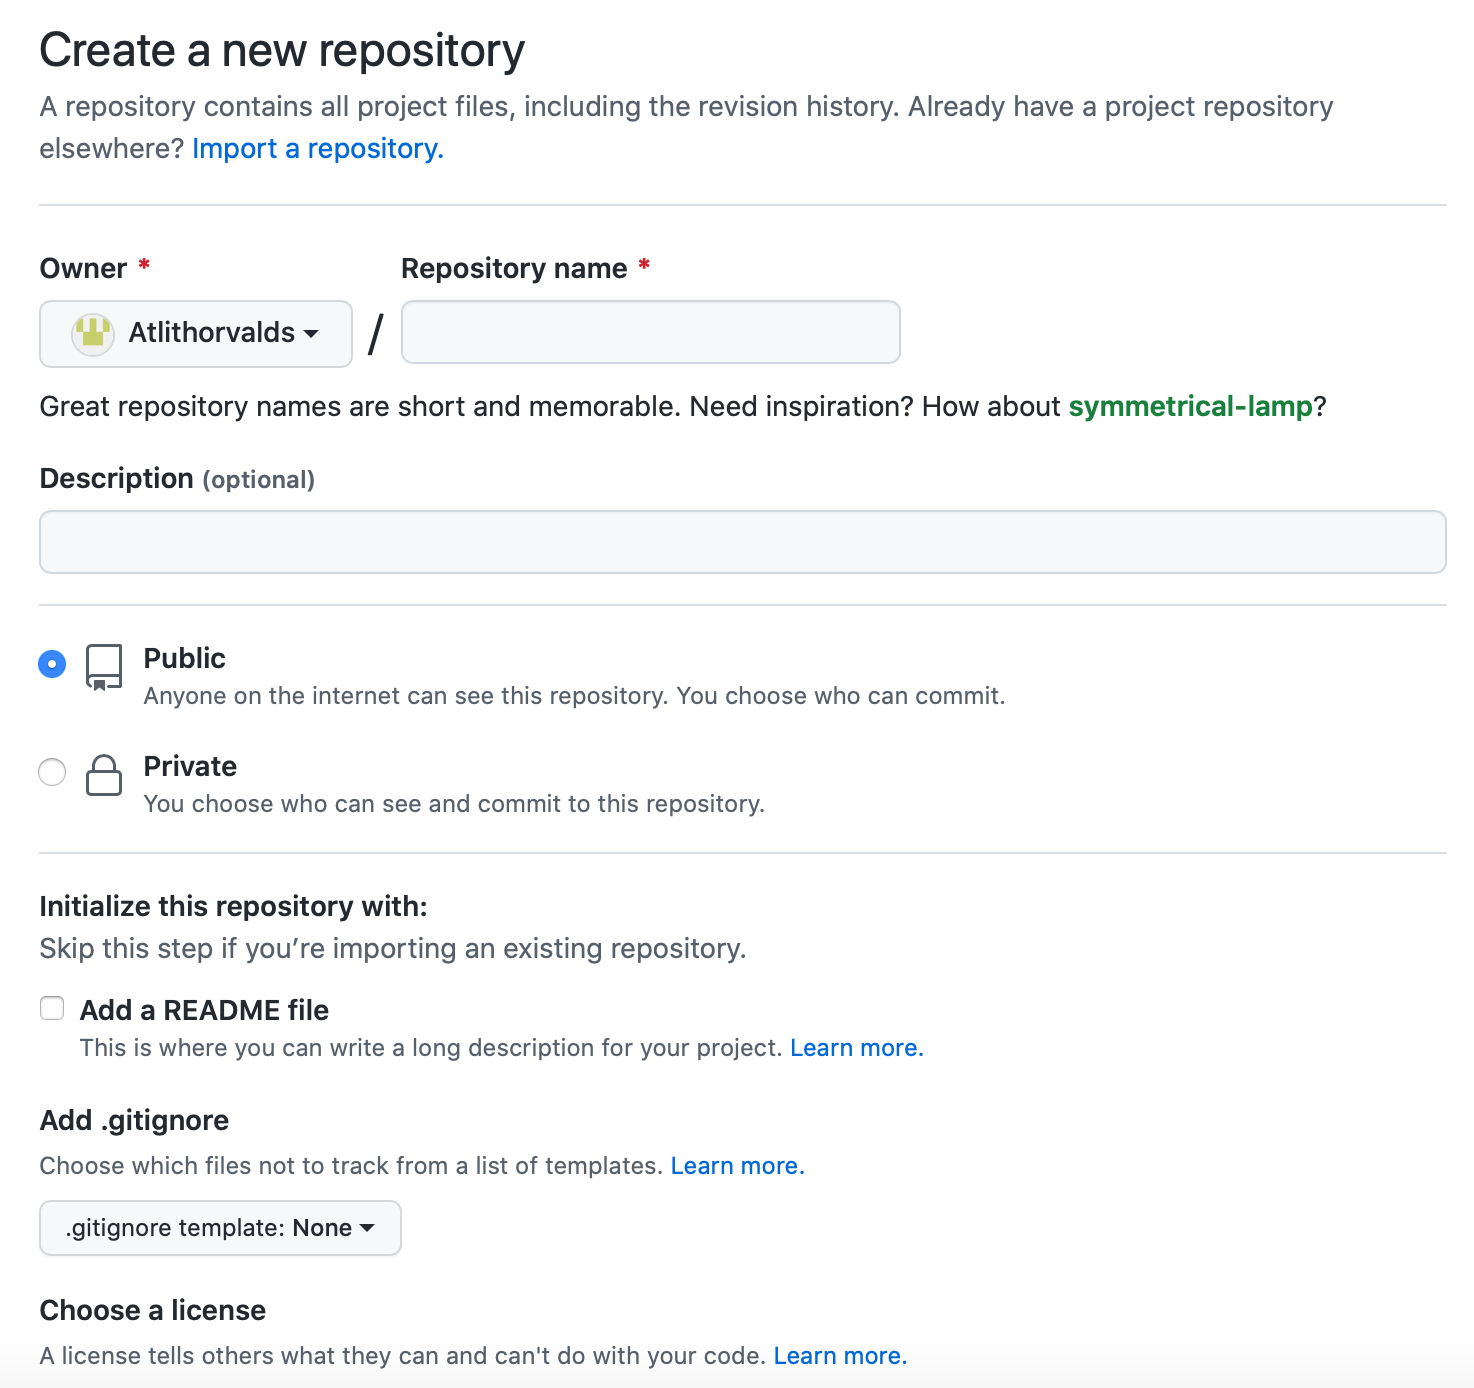 Create a new repository
A repository contains all project files, including the revision history. Already have a project repository
elsewhere? Import a repository.
Owner *
Repository name *
Atlithorvalds
/
Great repository names are short and memorable. Need inspiration? How about symmetrical-lamp?
Description (optional)
Public
Anyone on the internet can see this repository. You choose who can commit.
Private
You choose who can see and commit to this repository.
Initialize this repository with:
Skip this step if you’re importing an existing repository.
Add a README file
This is where you can write a long description for your project. Learn more.
Add .gitignore
Choose which files not to track from a list of templates. Learn more.
.gitignore template: None
Choose a license
A license tells others what they can and can't do with your code. Learn more.